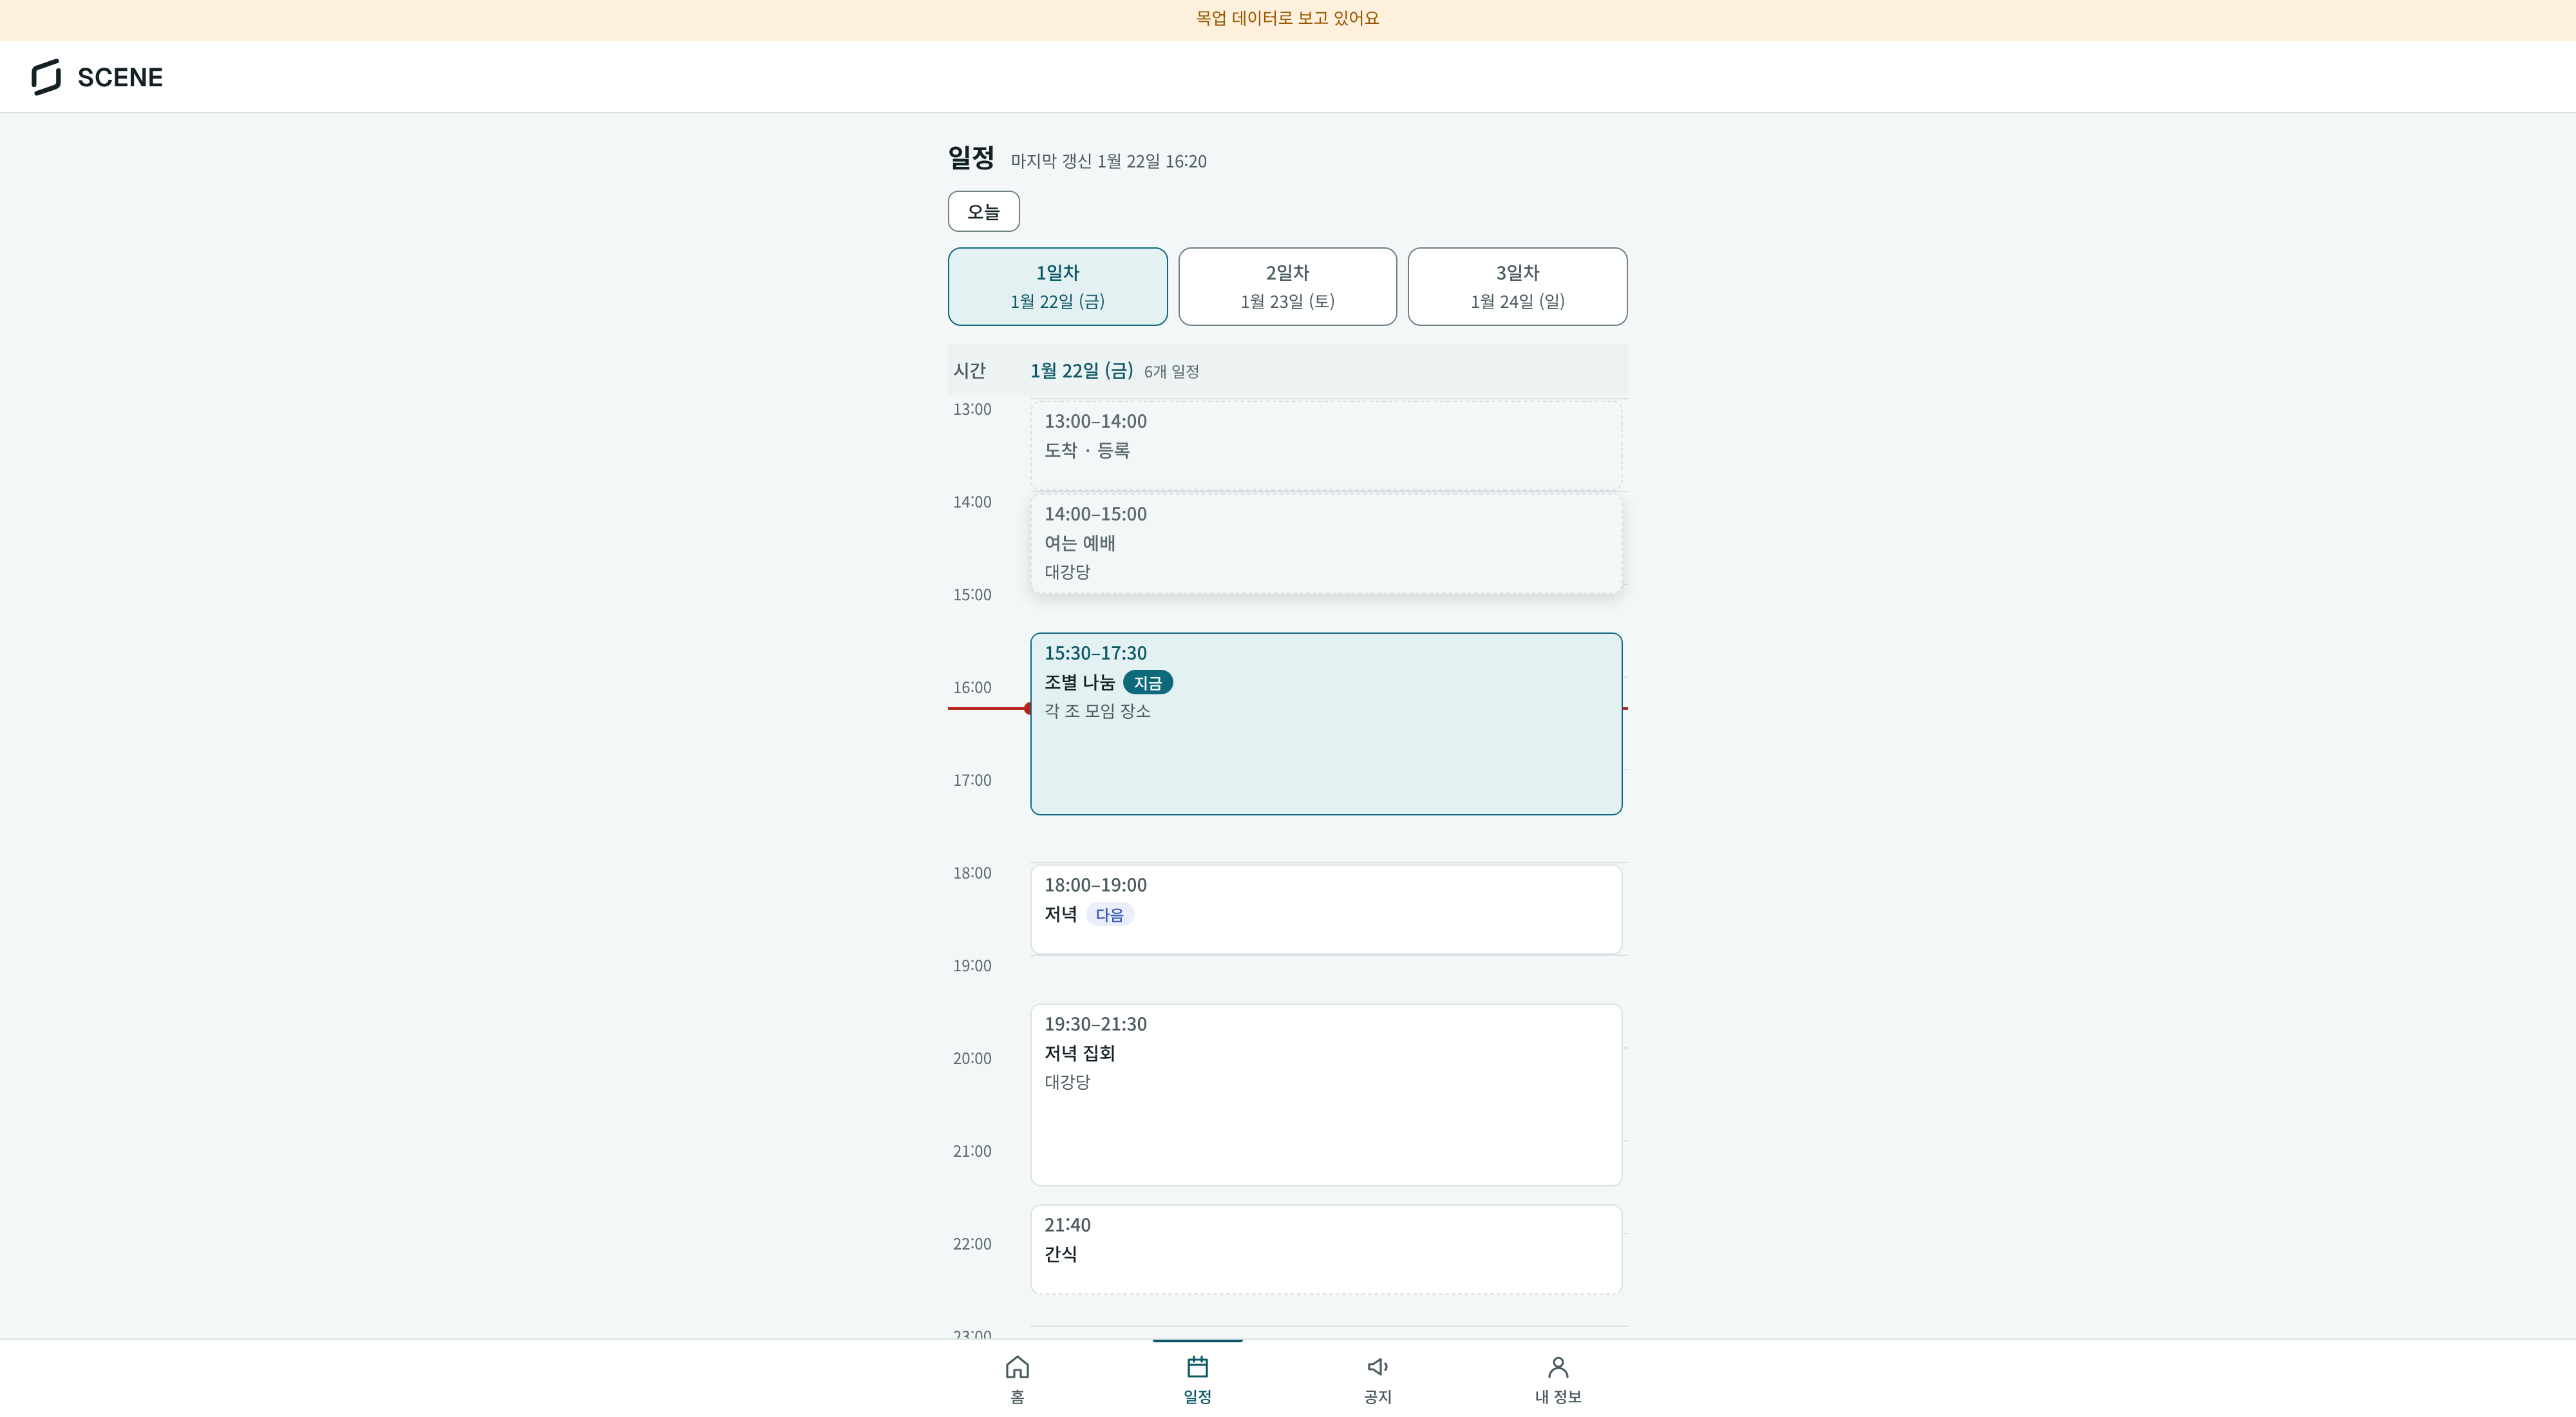 목업 데이터로 보고 있어요
SCENE
일정 마지막 갱신 1월 22일 16:20
오늘
1일차 2일차 3일차
1월 22일 (금) 1월 23일 (토) 1월 24일 (일)
시간 1월 22일 (금) 6개 일정
13:00
13:00–14:00
도착 · 등록
14:00
14:00–15:00
여는 예배
대강당
15:00
15:30–17:30
조별 나눔 지금
16:00
각 조 모임 장소
17:00
18:00
18:00–19:00
저녁 다음
19:00
19:30–21:30
저녁 집회
20:00
대강당
21:00
21:40
22:00
간식
23:00
홈 일정 공지 내 정보